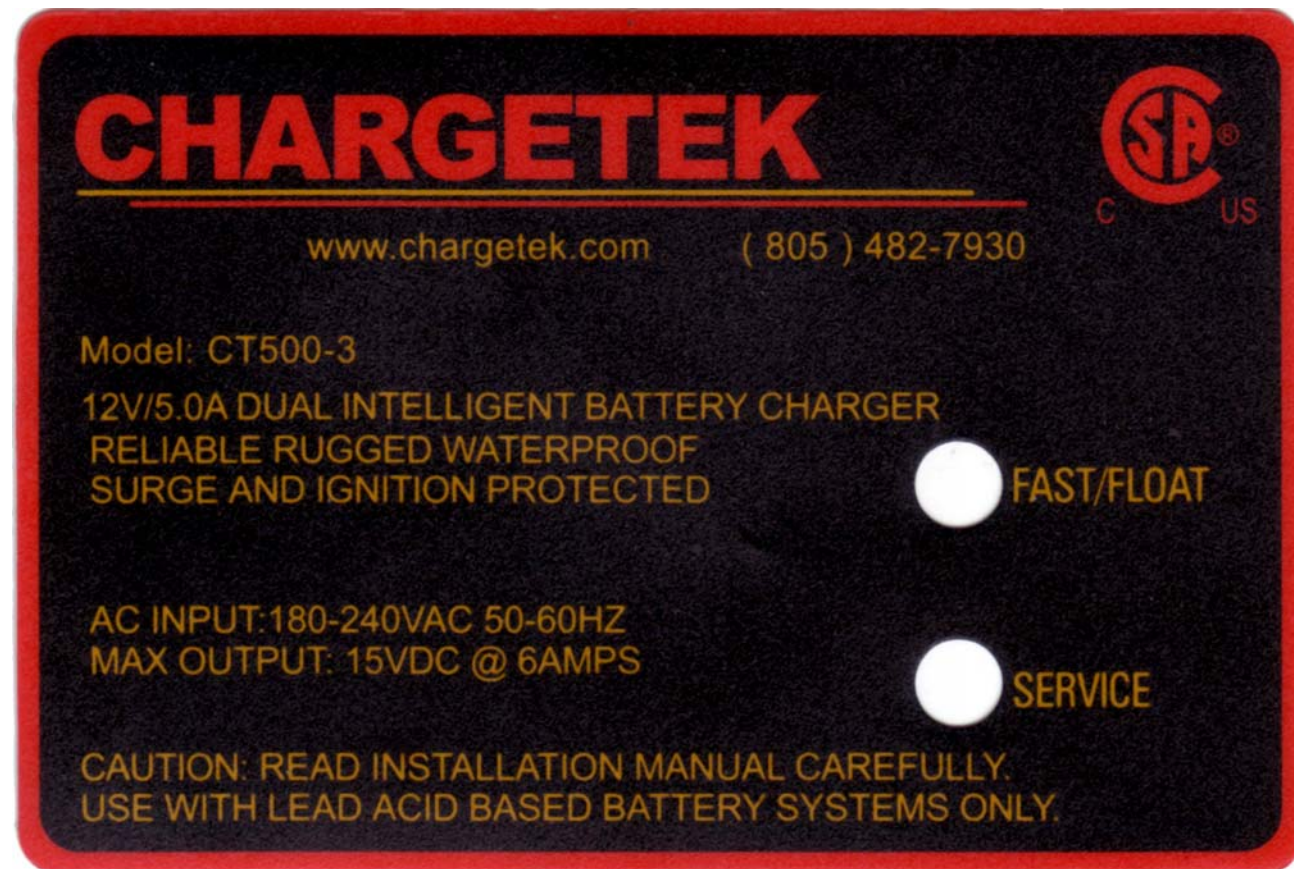 CHARGETEK
CSA®
C US
www.chargetek.com ( 805 ) 482-7930
Model: CT500-3
12V/5.0A DUAL INTELLIGENT BATTERY CHARGER
RELIABLE RUGGED WATERPROOF
SURGE AND IGNITION PROTECTED
FAST/FLOAT
AC INPUT:180-240VAC 50-60HZ
MAX OUTPUT: 15VDC @ 6AMPS
SERVICE
CAUTION: READ INSTALLATION MANUAL CAREFULLY.
USE WITH LEAD ACID BASED BATTERY SYSTEMS ONLY.